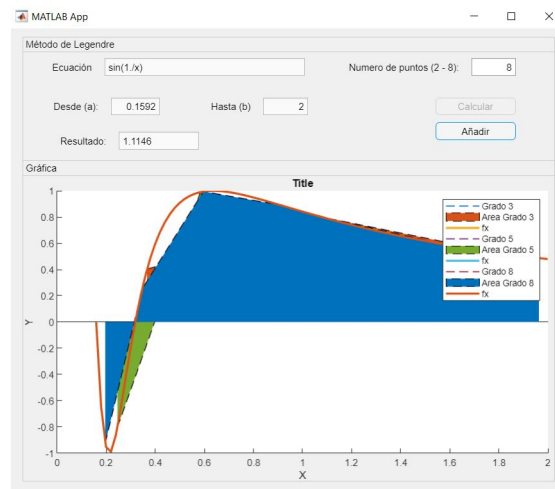 MATLAB App
Método de Legendre
Ecuación sin(1./x) Numero de puntos (2 - 8): 8
Desde (a): 0.1592 Hasta (b) 2 Calcular
Añadir
Resultado: 1.1146
Gráfica
Title
Grado 3
Area Grado 3
fx
Grado 5
Area Grado 5
fx
Grado 8
Area Grado 8
fx
1
0.8
0.6
0.4
0.2
0
-0.2
-0.4
-0.6
-0.8
-1
Y
0 0.2 0.4 0.6 0.8 1 1.2 1.4 1.6 1.8 2
X